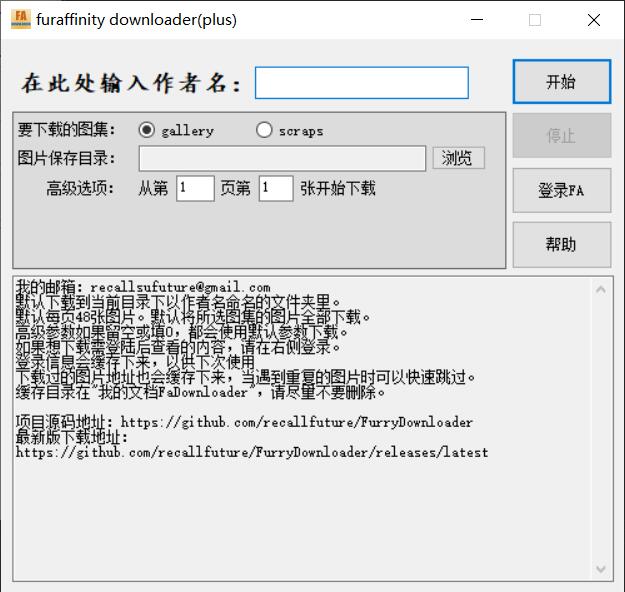 FA
furaffinity downloader(plus)
在此处输入作者名：
开始
要下载的图集： gallery scraps
停止
图片保存目录： 浏览
高级选项： 从第 1 页第 1 张开始下载
登录FA
帮助
我的邮箱：recallsufuture@gmail.com
默认下载到当前目录下以作者名命名的文件夹里。
默认每页48张图片。默认将所选图集的图片全部下载。
高级参数如果留空或填0，都会使用默认参数下载。
如果想下载需登陆后查看的内容，请在右侧登录。
登录信息会缓存下来，以供下次使用
下载过的图片地址也会缓存下来，当遇到重复的图片时可以快速跳过。
缓存目录在"我的文档FaDownloader"，请尽量不要删除。
项目源码地址：https://github.com/recallfuture/FurryDownloader
最新版下载地址：
https://github.com/recallfuture/FurryDownloader/releases/latest